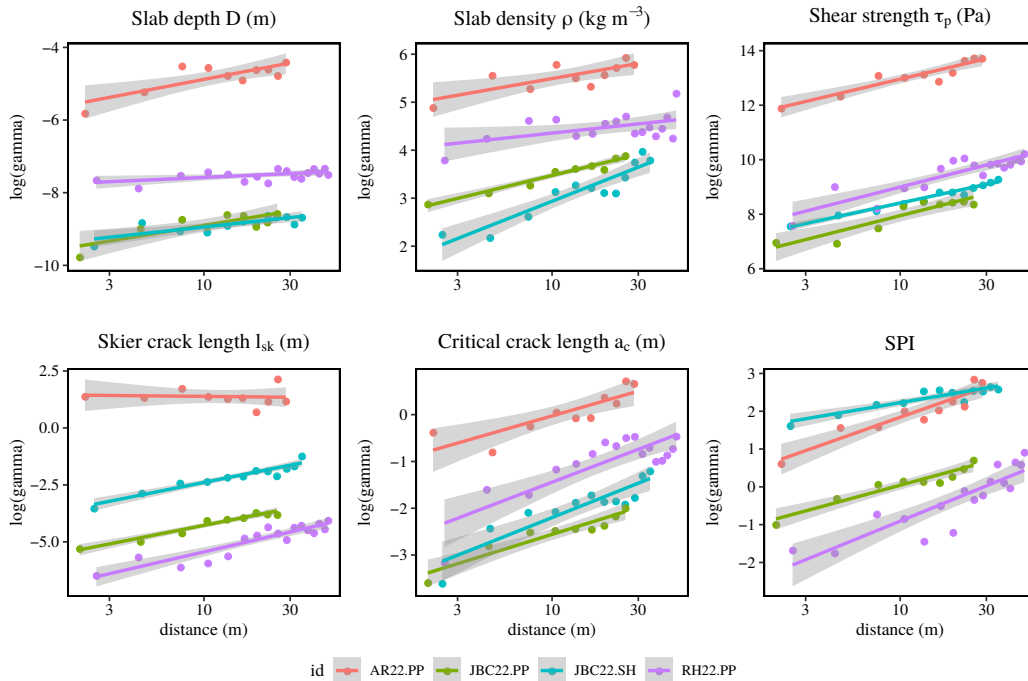 Slab depth D (m)
Slab density ρ (kg m⁻³)
Shear strength τp (Pa)
log(gamma)
−4
−6
−8
−10
3
10
30
log(gamma)
6
5
4
3
2
3
10
30
log(gamma)
14
12
10
8
6
3
10
30
Skier crack length lsk (m)
Critical crack length ac (m)
SPI
log(gamma)
2.5
0.0
−2.5
−5.0
3
10
30
distance (m)
log(gamma)
0
−1
−2
−3
3
10
30
distance (m)
log(gamma)
3
2
1
0
−1
−2
3
10
30
distance (m)
id AR22.PP JBC22.PP JBC22.SH RH22.PP